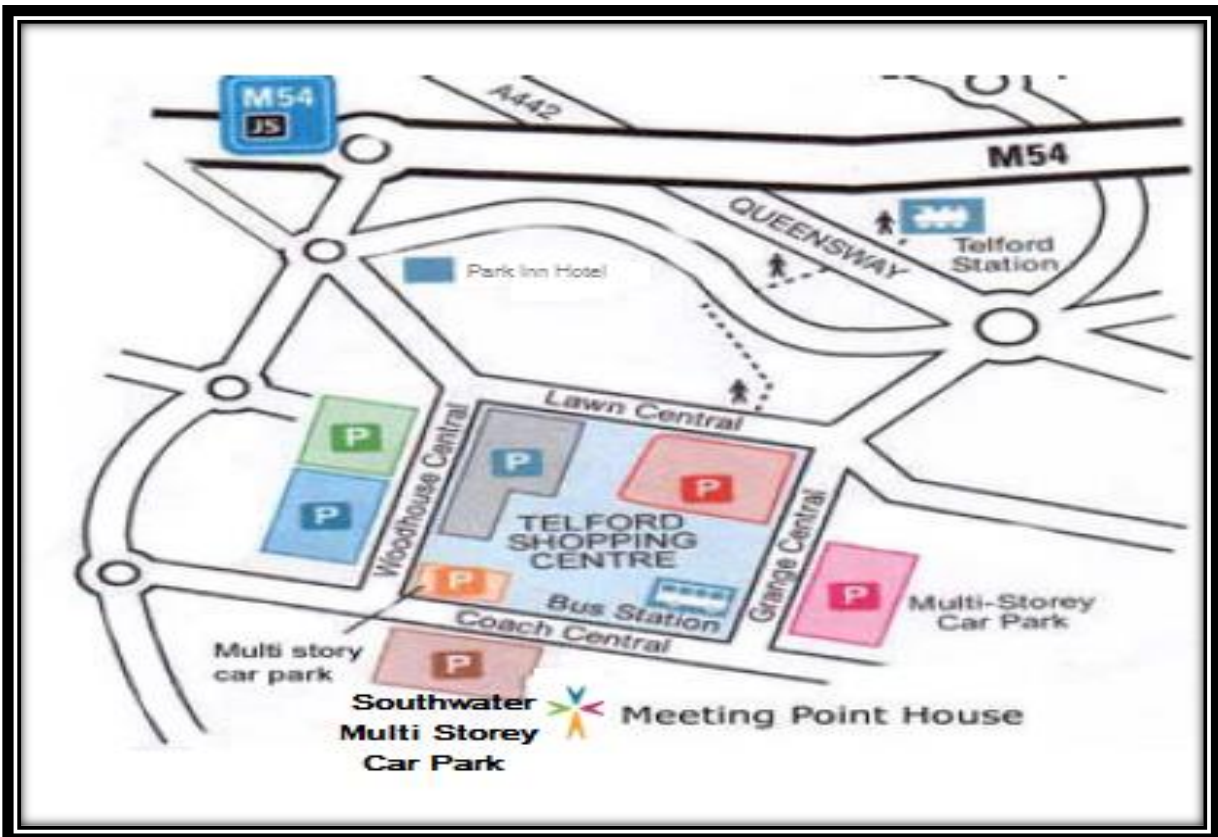 M54
J5
A442
M54
QUEENSWAY
Telford
Station
Park Inn Hotel
Lawn Central
P
P
P
P
Woodhouse Central
TELFORD
SHOPPING
CENTRE
Grange Central
P
P
Bus Station
Multi-Storey
Car Park
Coach Central
Multi story
car park
P
Southwater
Multi Storey
Car Park
Meeting Point House